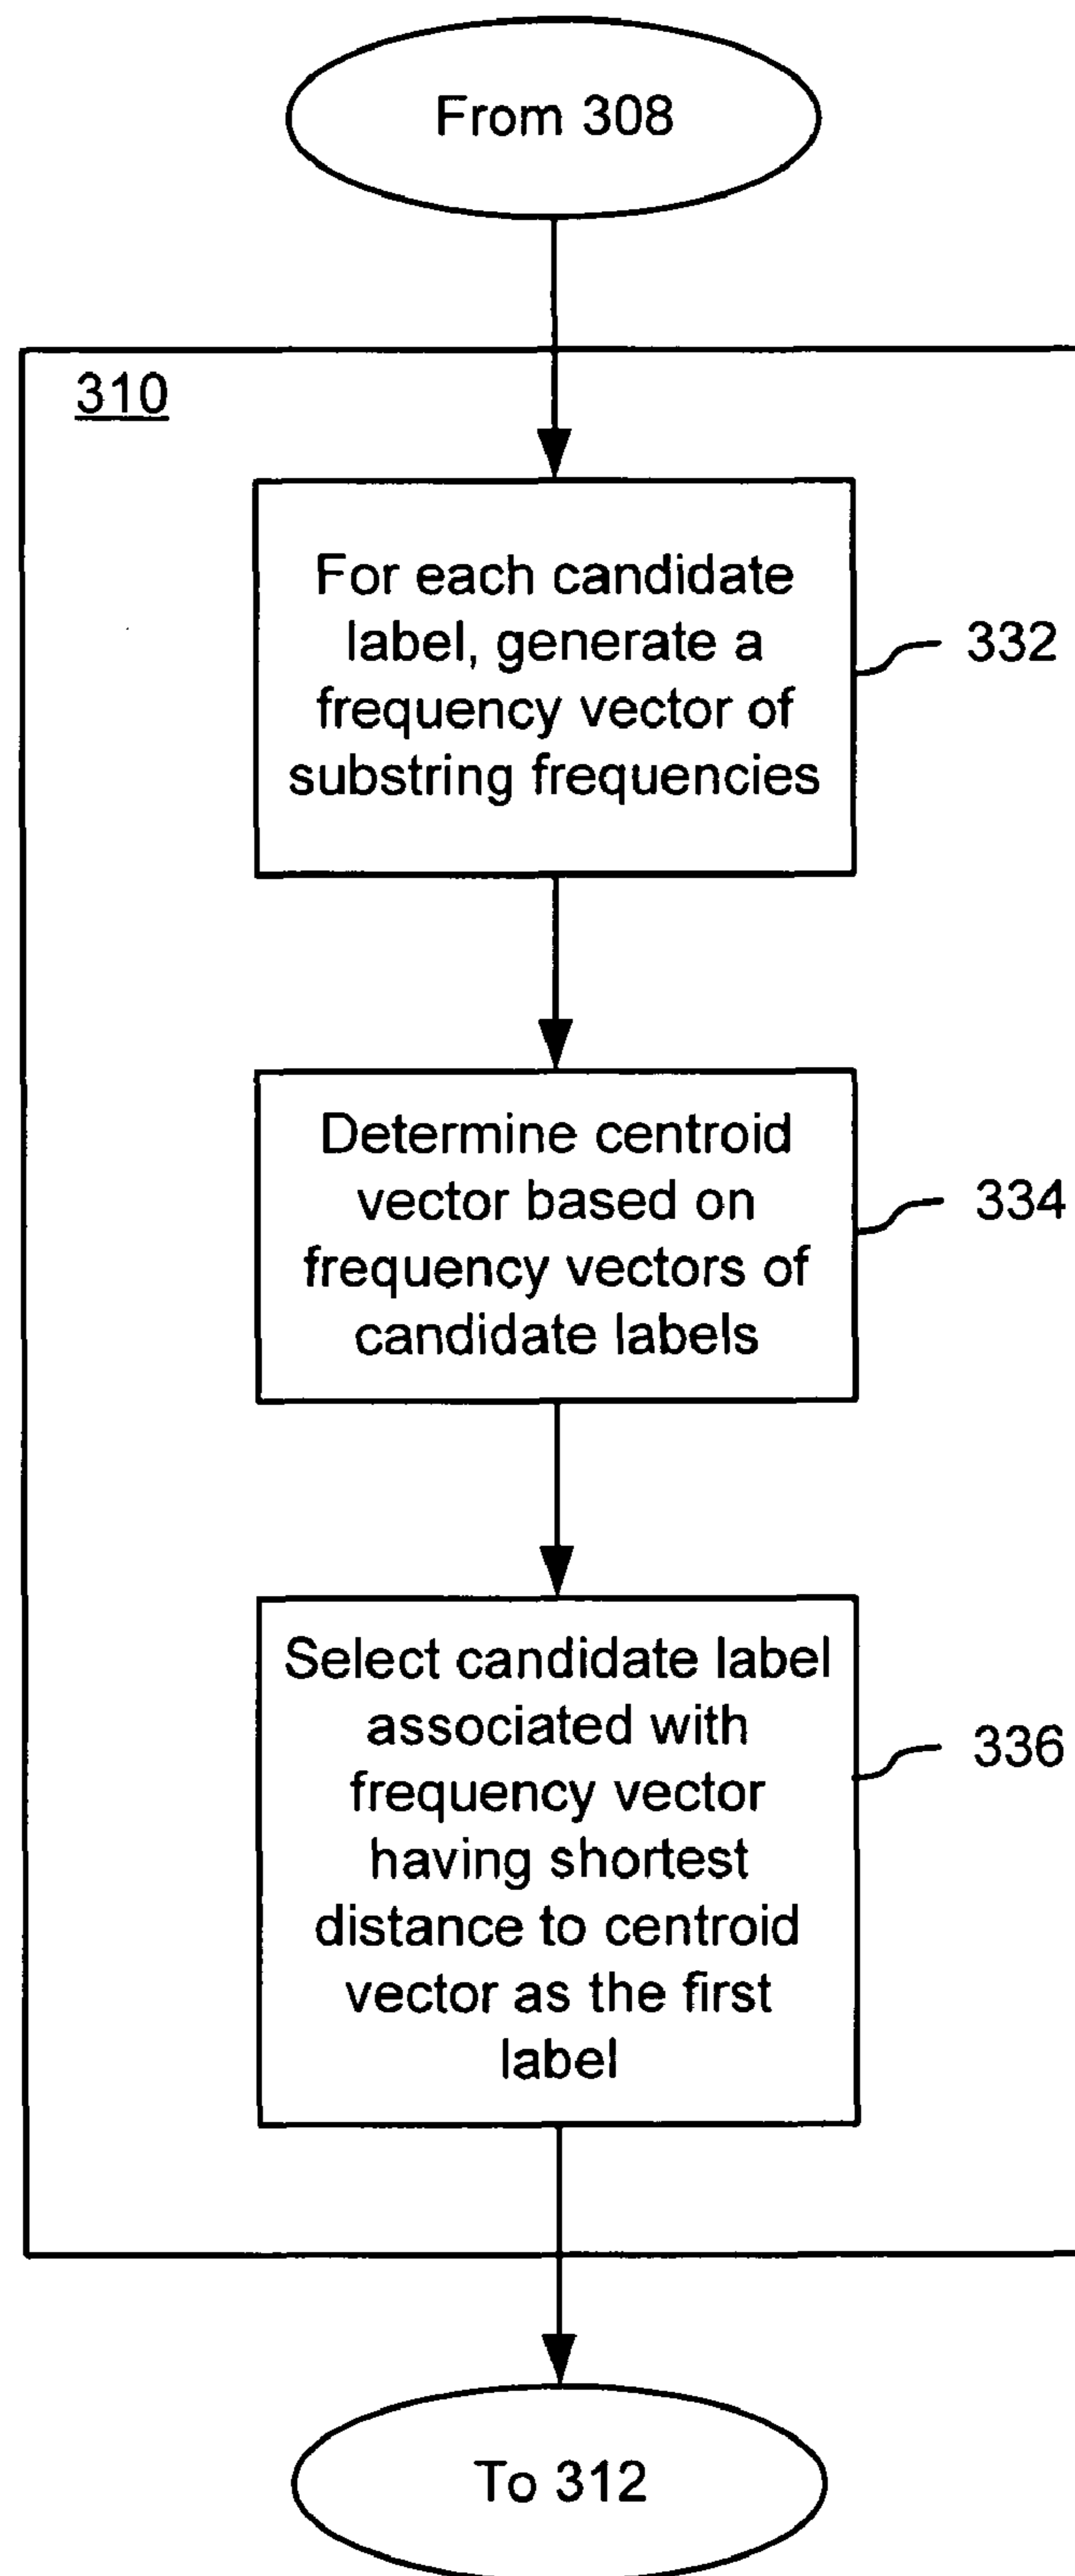 From 308
310
For each candidate
label, generate a
frequency vector of
substring frequencies
332
Determine centroid
vector based on
frequency vectors of
candidate labels
334
Select candidate label
associated with
frequency vector
having shortest
distance to centroid
vector as the first
label
336
To 312